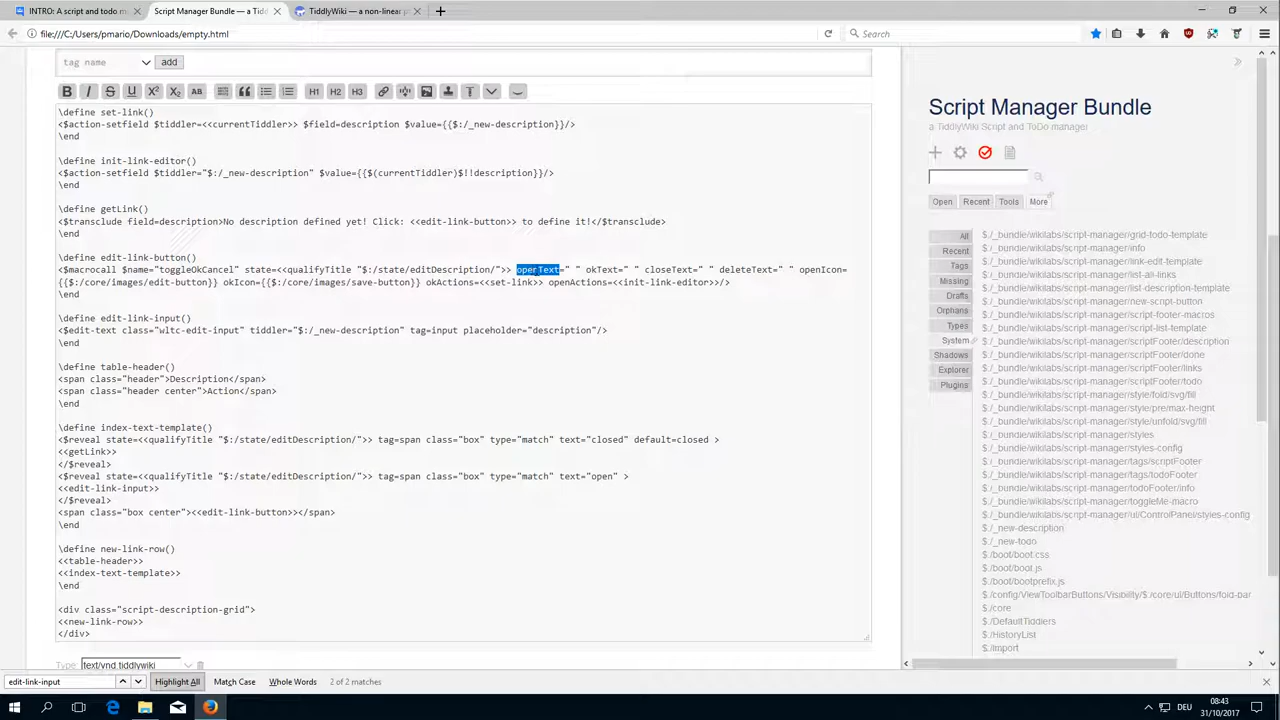 INTRO: A script and todo m
Script Manager Bundle — a Tidd
TiddlyWiki — a non-linear p
file:///C:/Users/pmario/Downloads/empty.html
Search
tag name
add
B I S U X² X₂ AB H1 H2 H3
\define set-link()
<$action-setfield $tiddler=<<currentTiddler>> $field=description $value={{$:/_new-description}}/>
\end
\define init-link-editor()
<$action-setfield $tiddler="$:/_new-description" $value={{$(currentTiddler)$!!description}}/>
\end
\define getLink()
<$transclude field=description>No description defined yet! Click: <<edit-link-button>> to define it!</$transclude>
\end
\define edit-link-button()
<$macrocall $name="toggleOkCancel" state=<<qualifyTitle "$:/state/editDescription/">> openText=" " okText=" " closeText=" " deleteText=" " openIcon=
{{$:/core/images/edit-button}} okIcon={{$:/core/images/save-button}} okActions=<<set-link>> openActions=<<init-link-editor>>/>
\end
\define edit-link-input()
<$edit-text class="wltc-edit-input" tiddler="$:/_new-description" tag=input placeholder="description"/>
\end
\define table-header()
<span class="header">Description</span>
<span class="header center">Action</span>
\end
\define index-text-template()
<$reveal state=<<qualifyTitle "$:/state/editDescription/">> tag=span class="box" type="match" text="closed" default=closed >
<<getLink>>
</$reveal>
<$reveal state=<<qualifyTitle "$:/state/editDescription/">> tag=span class="box" type="match" text="open" >
<<edit-link-input>>
</$reveal>
<span class="box center"><<edit-link-button>></span>
\end
\define new-link-row()
<<table-header>>
<<index-text-template>>
\end
<div class="script-description-grid">
<<new-link-row>>
</div>
Type: text/vnd.tiddlywiki
Script Manager Bundle
a TiddlyWiki Script and ToDo manager
Open Recent Tools More
All
Recent
Tags
Missing
Drafts
Orphans
Types
System
Shadows
Explorer
Plugins
$:/_bundle/wikilabs/script-manager/grid-todo-template
$:/_bundle/wikilabs/script-manager/info
$:/_bundle/wikilabs/script-manager/link-edit-template
$:/_bundle/wikilabs/script-manager/list-all-links
$:/_bundle/wikilabs/script-manager/list-description-template
$:/_bundle/wikilabs/script-manager/new-script-button
$:/_bundle/wikilabs/script-manager/script-footer-macros
$:/_bundle/wikilabs/script-manager/script-list-template
$:/_bundle/wikilabs/script-manager/scriptFooter/description
$:/_bundle/wikilabs/script-manager/scriptFooter/done
$:/_bundle/wikilabs/script-manager/scriptFooter/links
$:/_bundle/wikilabs/script-manager/scriptFooter/todo
$:/_bundle/wikilabs/script-manager/style/fold/svg/fill
$:/_bundle/wikilabs/script-manager/style/pre/max-height
$:/_bundle/wikilabs/script-manager/style/unfold/svg/fill
$:/_bundle/wikilabs/script-manager/styles
$:/_bundle/wikilabs/script-manager/styles-config
$:/_bundle/wikilabs/script-manager/tags/scriptFooter
$:/_bundle/wikilabs/script-manager/tags/todoFooter
$:/_bundle/wikilabs/script-manager/todoFooter/info
$:/_bundle/wikilabs/script-manager/toggleMe-macro
$:/_bundle/wikilabs/script-manager/ui/ControlPanel/styles-config
$:/_new-description
$:/_new-todo
$:/boot/boot.css
$:/boot/boot.js
$:/boot/bootprefix.js
$:/config/ViewToolbarButtons/Visibility/$:/core/ui/Buttons/fold-bar
$:/core
$:/DefaultTiddlers
$:/HistoryList
$:/Import
edit-link-input
Highlight All Match Case Whole Words 2 of 2 matches
DEU
08:43
31/10/2017